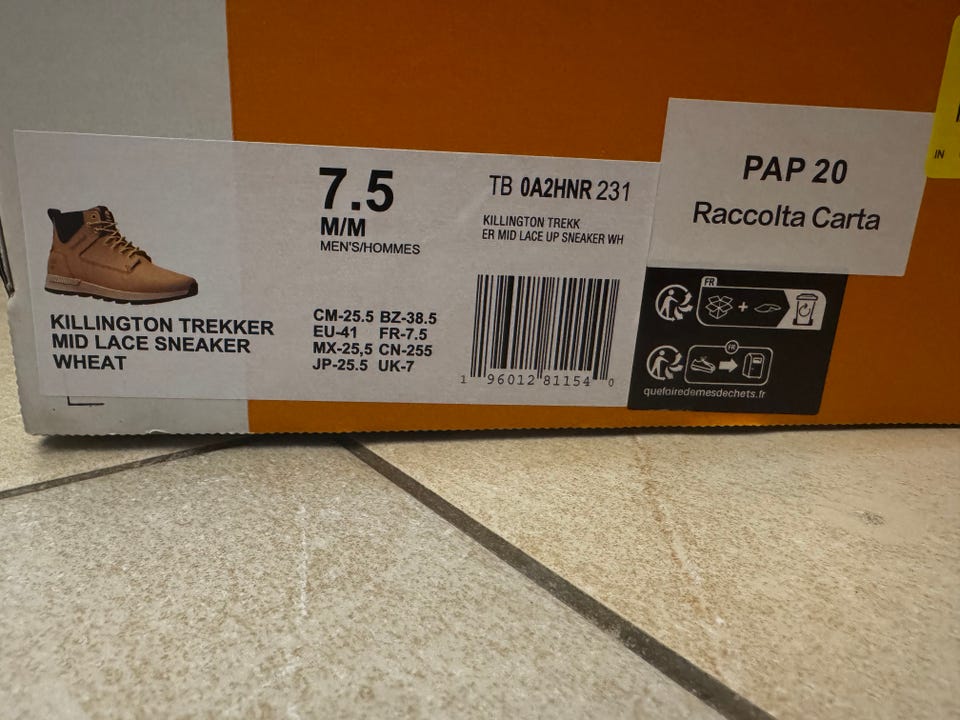 7.5
M/M
MEN'S/HOMMES
TB 0A2HNR 231
KILLINGTON TREKK
ER MID LACE UP SNEAKER WH
KILLINGTON TREKKER
MID LACE SNEAKER
WHEAT
CM-25.5 BZ-38.5
EU-41 FR-7.5
MX-25,5 CN-255
JP-25.5 UK-7
1 96012 81154 0
PAP 20
Raccolta Carta
FR
+
FR
quefairedemesdechets.fr
IN